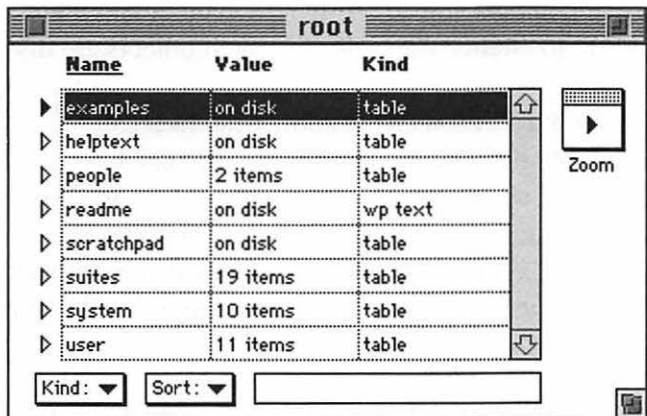 root
Name Value Kind
examples on disk table
helptext on disk table
people 2 items table
readme on disk wp text
scratchpad on disk table
suites 19 items table
system 10 items table
user 11 items table
Zoom
Kind: Sort: